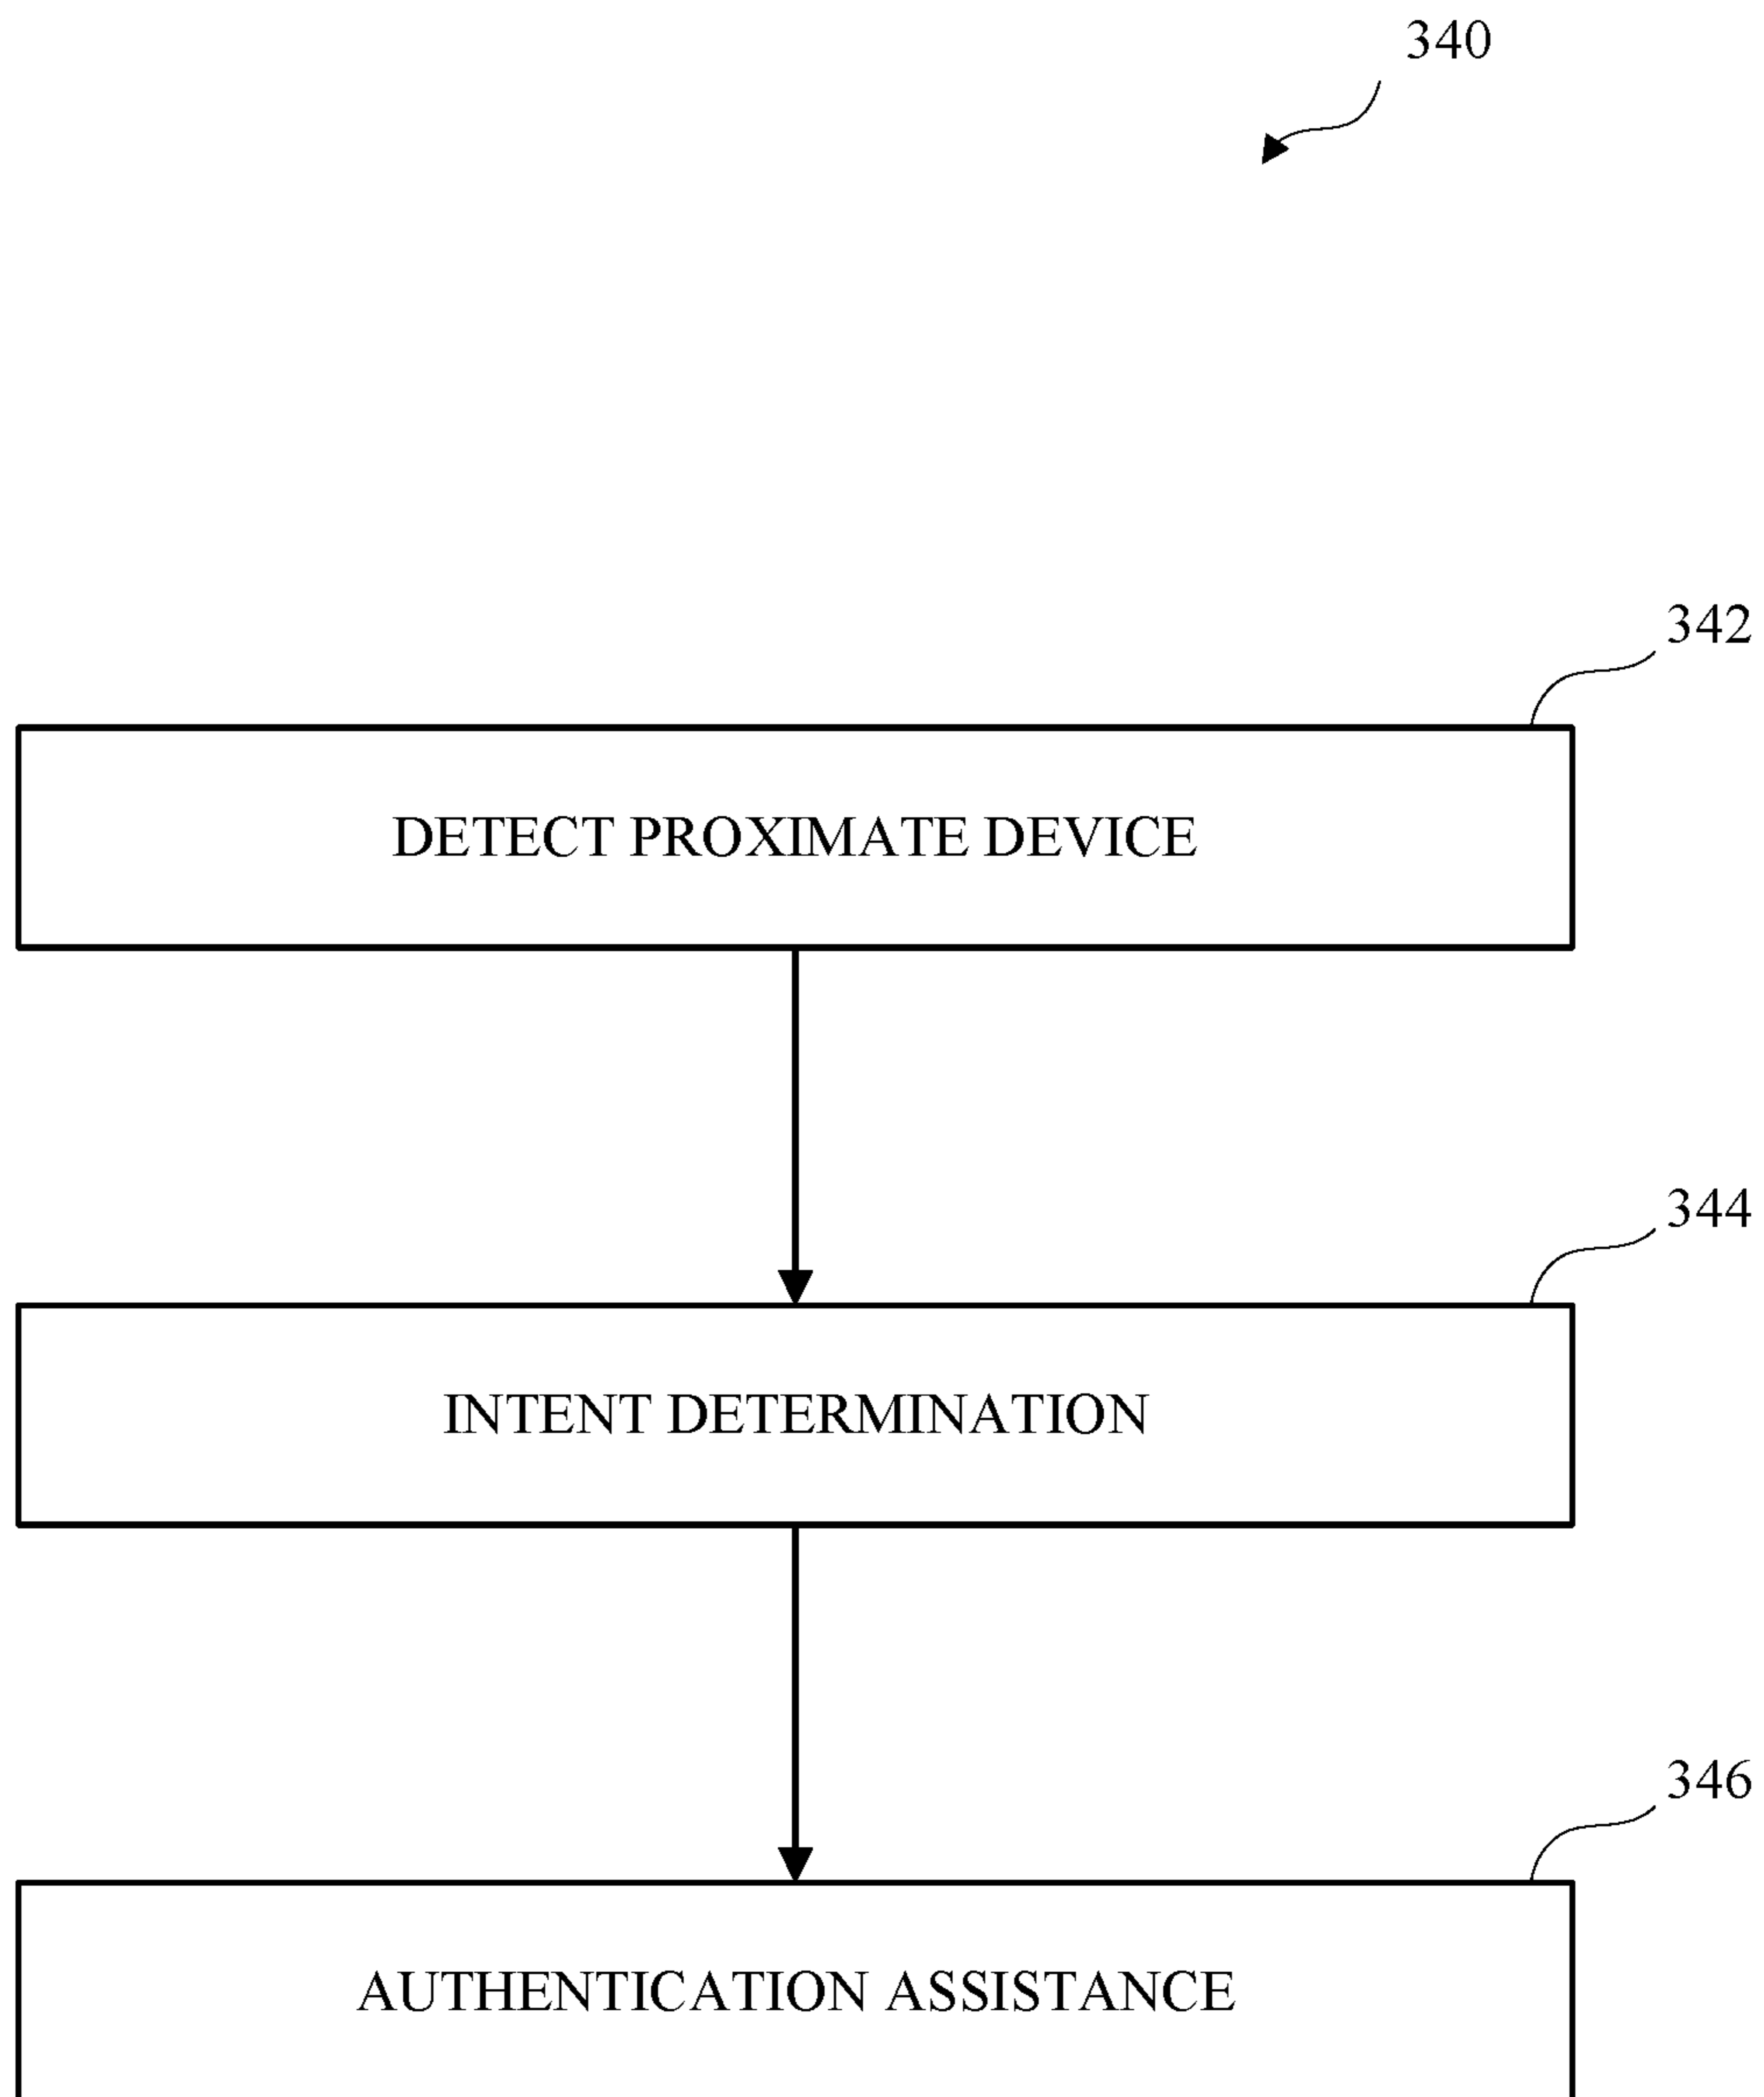 340
342
DETECT PROXIMATE DEVICE
344
INTENT DETERMINATION
346
AUTHENTICATION ASSISTANCE